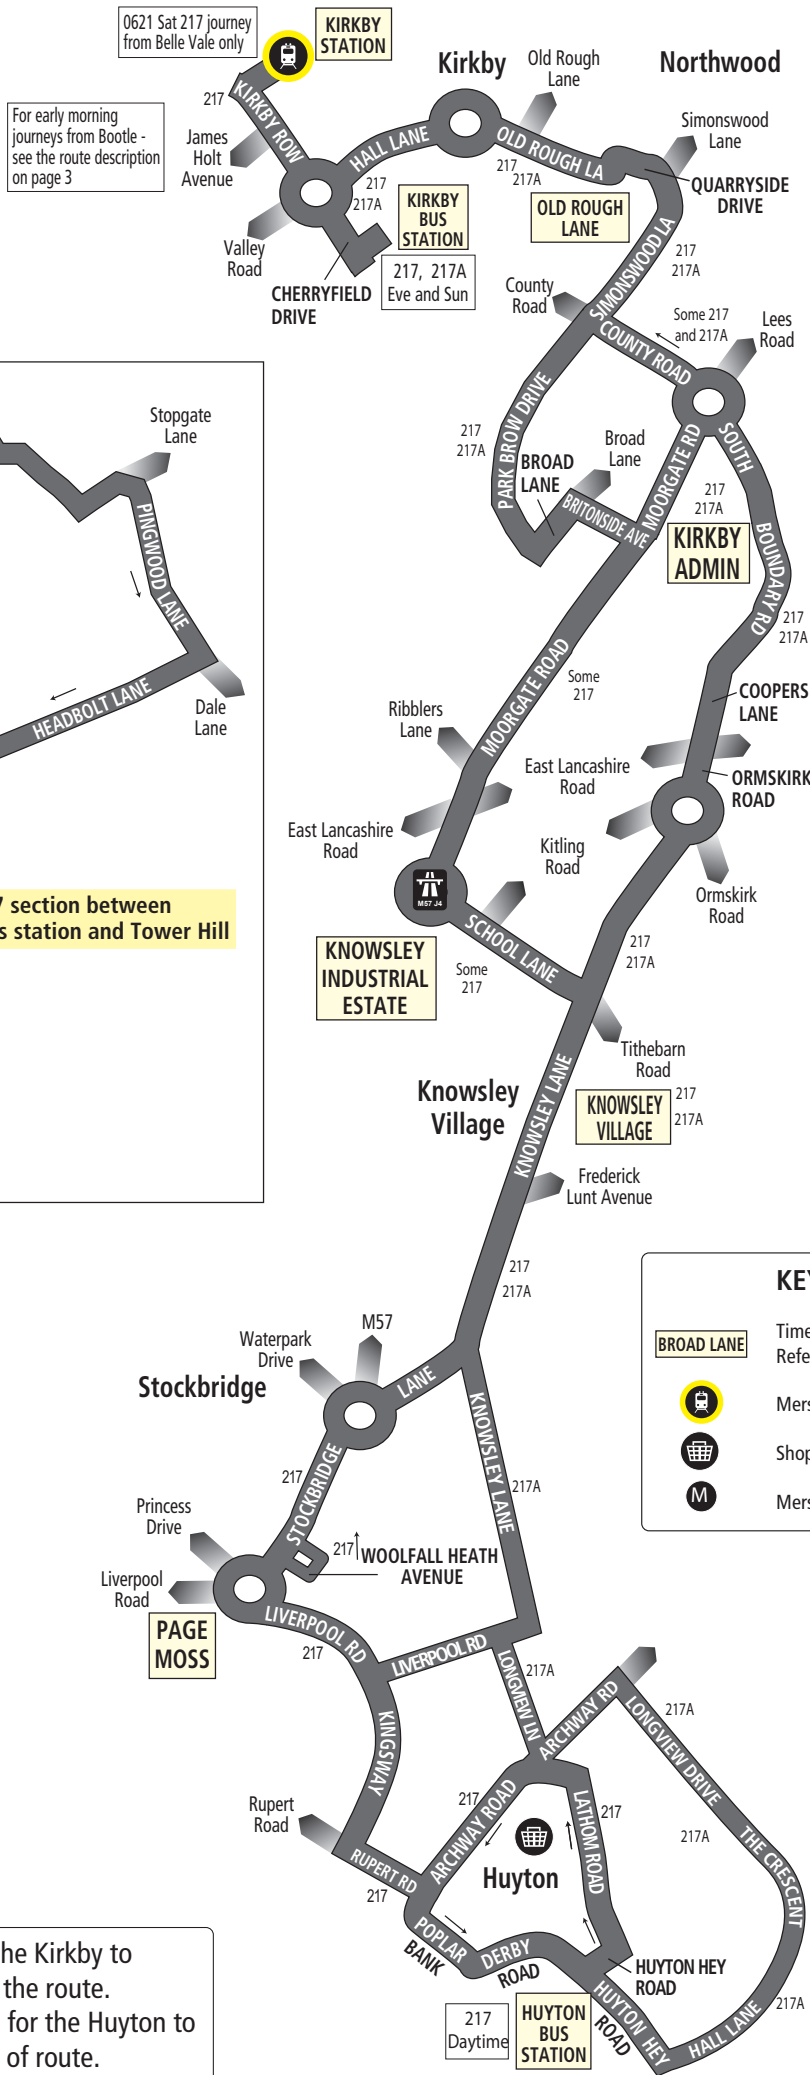 0621 Sat 217 journey
from Belle Vale only
KIRKBY
STATION
Kirkby
Old Rough
Lane
Northwood
217
KIRKBY ROW
For early morning
journeys from Bootle -
see the route description
on page 3
James
Holt
Avenue
HALL LANE
OLD ROUGH LA
217
217A
Simonswood
Lane
QUARRYSIDE
DRIVE
217
217A
KIRKBY
BUS
STATION
OLD ROUGH
LANE
Valley
Road
217, 217A
Eve and Sun
CHERRYFIELD
DRIVE
SIMONSWOOD LA
217
217A
County
Road
Some 217
and 217A
Lees
Road
COUNTY ROAD
Stopgate
Lane
PINGWOOD LANE
HEADBOLT LANE
Dale
Lane
217
217A
PARK BROW DRIVE
BROAD
LANE
Broad
Lane
BRITONSIDE AVE
MOORGATE RD
SOUTH
BOUNDARY RD
217
217A
KIRKBY
ADMIN
217
217A
MOORGATE ROAD
Some
217
COOPERS
LANE
Ribblers
Lane
East Lancashire
Road
ORMSKIRK
ROAD
East Lancashire
Road
Kitling
Road
Ormskirk
Road
7 section between
s station and Tower Hill
M57 J4
SCHOOL LANE
217
217A
KNOWSLEY
INDUSTRIAL
ESTATE
Some
217
Tithebarn
Road
Knowsley
Village
KNOWSLEY LANE
KNOWSLEY
VILLAGE
217
217A
Frederick
Lunt Avenue
217
217A
KEY
BROAD LANE
Time
Refe
Mers
Shop
M
Mers
M57
Waterpark
Drive
Stockbridge
LANE
STOCKBRIDGE
217
KNOWSLEY LANE
217A
Princess
Drive
217
WOOLFALL HEATH
AVENUE
Liverpool
Road
PAGE
MOSS
LIVERPOOL RD
217
LIVERPOOL RD
LONGVIEW LN
217A
KINGSWAY
ARCHWAY RD
217A
LONGVIEW DRIVE
Rupert
Road
RUPERT RD
217
217
ARCHWAY ROAD
217
LATHOM ROAD
Huyton
217A
THE CRESCENT
POPLAR
BANK
DERBY
ROAD
HUYTON HEY
ROAD
217
Daytime
HUYTON
BUS
STATION
HUYTON HEY
ROAD
HALL LANE
217A
he Kirkby to
the route.
for the Huyton to
of route.